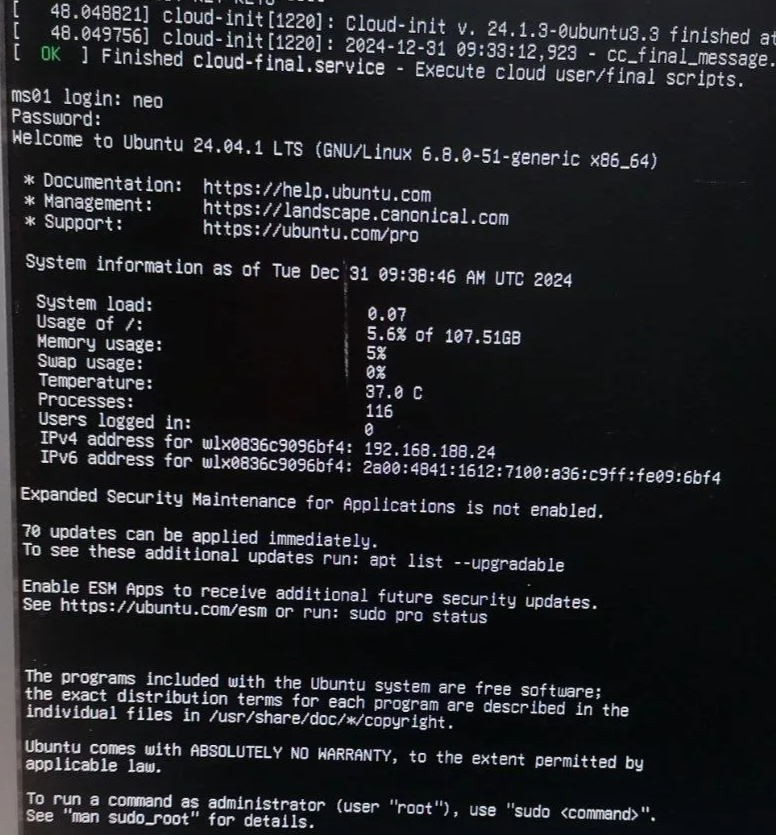 [   48.048821] cloud-init[1220]: Cloud-init v. 24.1.3-0ubuntu3.3 finished at
[   48.049756] cloud-init[1220]: 2024-12-31 09:33:12,923 - cc_final_message.
[  OK  ] Finished cloud-final.service - Execute cloud user/final scripts.
ms01 login: neo
Password:
Welcome to Ubuntu 24.04.1 LTS (GNU/Linux 6.8.0-51-generic x86_64)
* Documentation:  https://help.ubuntu.com
* Management:     https://landscape.canonical.com
* Support:        https://ubuntu.com/pro
System information as of Tue Dec 31 09:38:46 AM UTC 2024
System load: 0.07
Usage of /: 5.6% of 107.51GB
Memory usage: 5%
Swap usage: 0%
Temperature: 37.0 C
Processes: 116
Users logged in: 0
IPv4 address for wlx0836c9096bf4: 192.168.188.24
IPv6 address for wlx0836c9096bf4: 2a00:4841:1612:7100:a36:c9ff:fe09:6bf4
Expanded Security Maintenance for Applications is not enabled.
70 updates can be applied immediately.
To see these additional updates run: apt list --upgradable
Enable ESM Apps to receive additional future security updates.
See https://ubuntu.com/esm or run: sudo pro status
The programs included with the Ubuntu system are free software;
the exact distribution terms for each program are described in the
individual files in /usr/share/doc/*/copyright.
Ubuntu comes with ABSOLUTELY NO WARRANTY, to the extent permitted by
applicable law.
To run a command as administrator (user "root"), use "sudo <command>".
See "man sudo_root" for details.